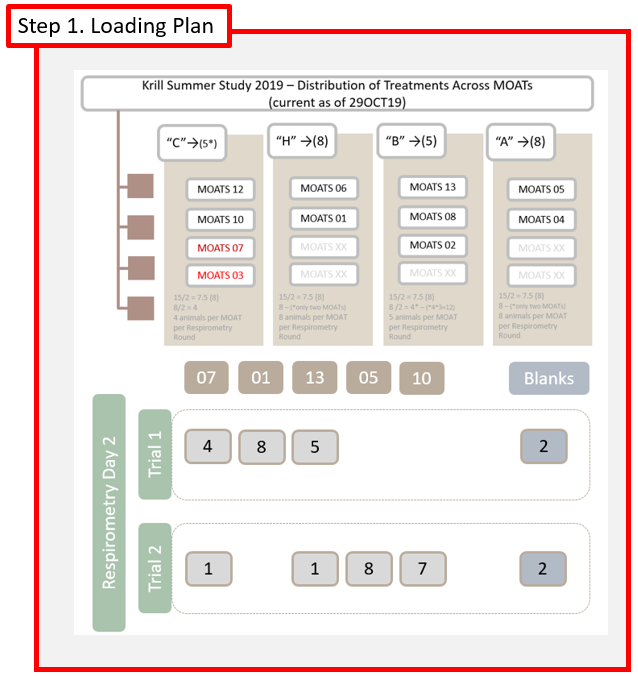 Step 1. Loading Plan
Krill Summer Study 2019 – Distribution of Treatments Across MOATs
(current as of 29OCT19)
“C”→(5*)
“H” →(8)
“B”→(5)
“A” →(8)
MOATS 12
MOATS 10
MOATS 07
MOATS 03
15/2 = 7.5 (8)
8/2 = 4
4 animals per MOAT
per Respirometry
Round
MOATS 06
MOATS 01
MOATS XX
MOATS XX
15/2 = 7.5 (8)
8 – (*only two MOATs)
8 animals per MOAT
per Respirometry
Round
MOATS 13
MOATS 08
MOATS 02
15/2 = 7.5 (8)
8 /2 = 4* – (*4*3=12)
5 animals per MOAT
per Respirometry
Round
MOATS 05
MOATS 04
MOATS XX
MOATS XX
15/2 = 7.5 (8)
8 – (*only two MOATs)
8 animals per MOAT
per Respirometry
Round
07 01 13 05 10 Blanks
Respirometry Day 2
Trial 1
4 8 5 2
Trial 2
1 1 8 7 2